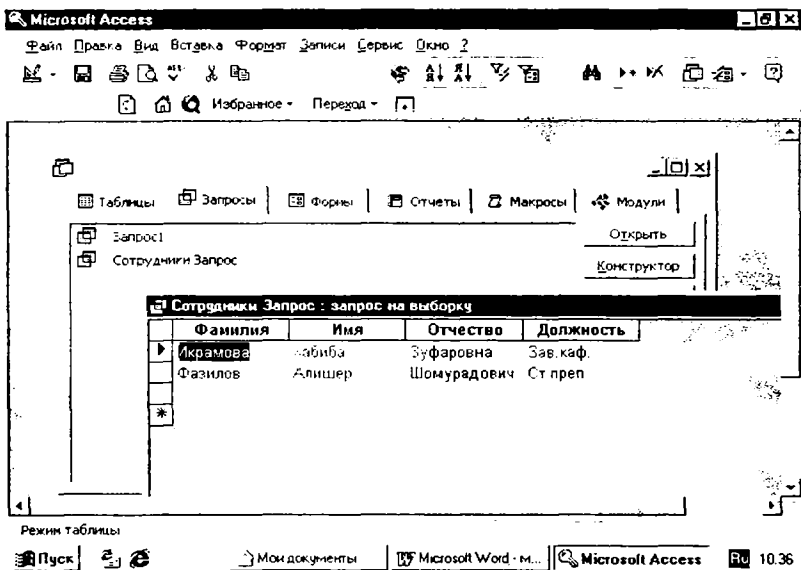 Microsoft Access
Файл Правка Вид Вставка Формат Записи Сервис Окно ?
Избранное Переход
Таблицы Запросы Формы Отчеты Макросы Модули
Запрос1 Открыть
Сотрудники Запрос Конструктор
Сотрудники Запрос : запрос на выборку
Фамилия Имя Отчество Должность
Икрамова Зуфаровна Зав.каф.
Фазилов Алишер Шомурадович Ст преп
Режим таблицы
Пуск Мои документы Microsoft Word - м... Microsoft Access Ru 10.36